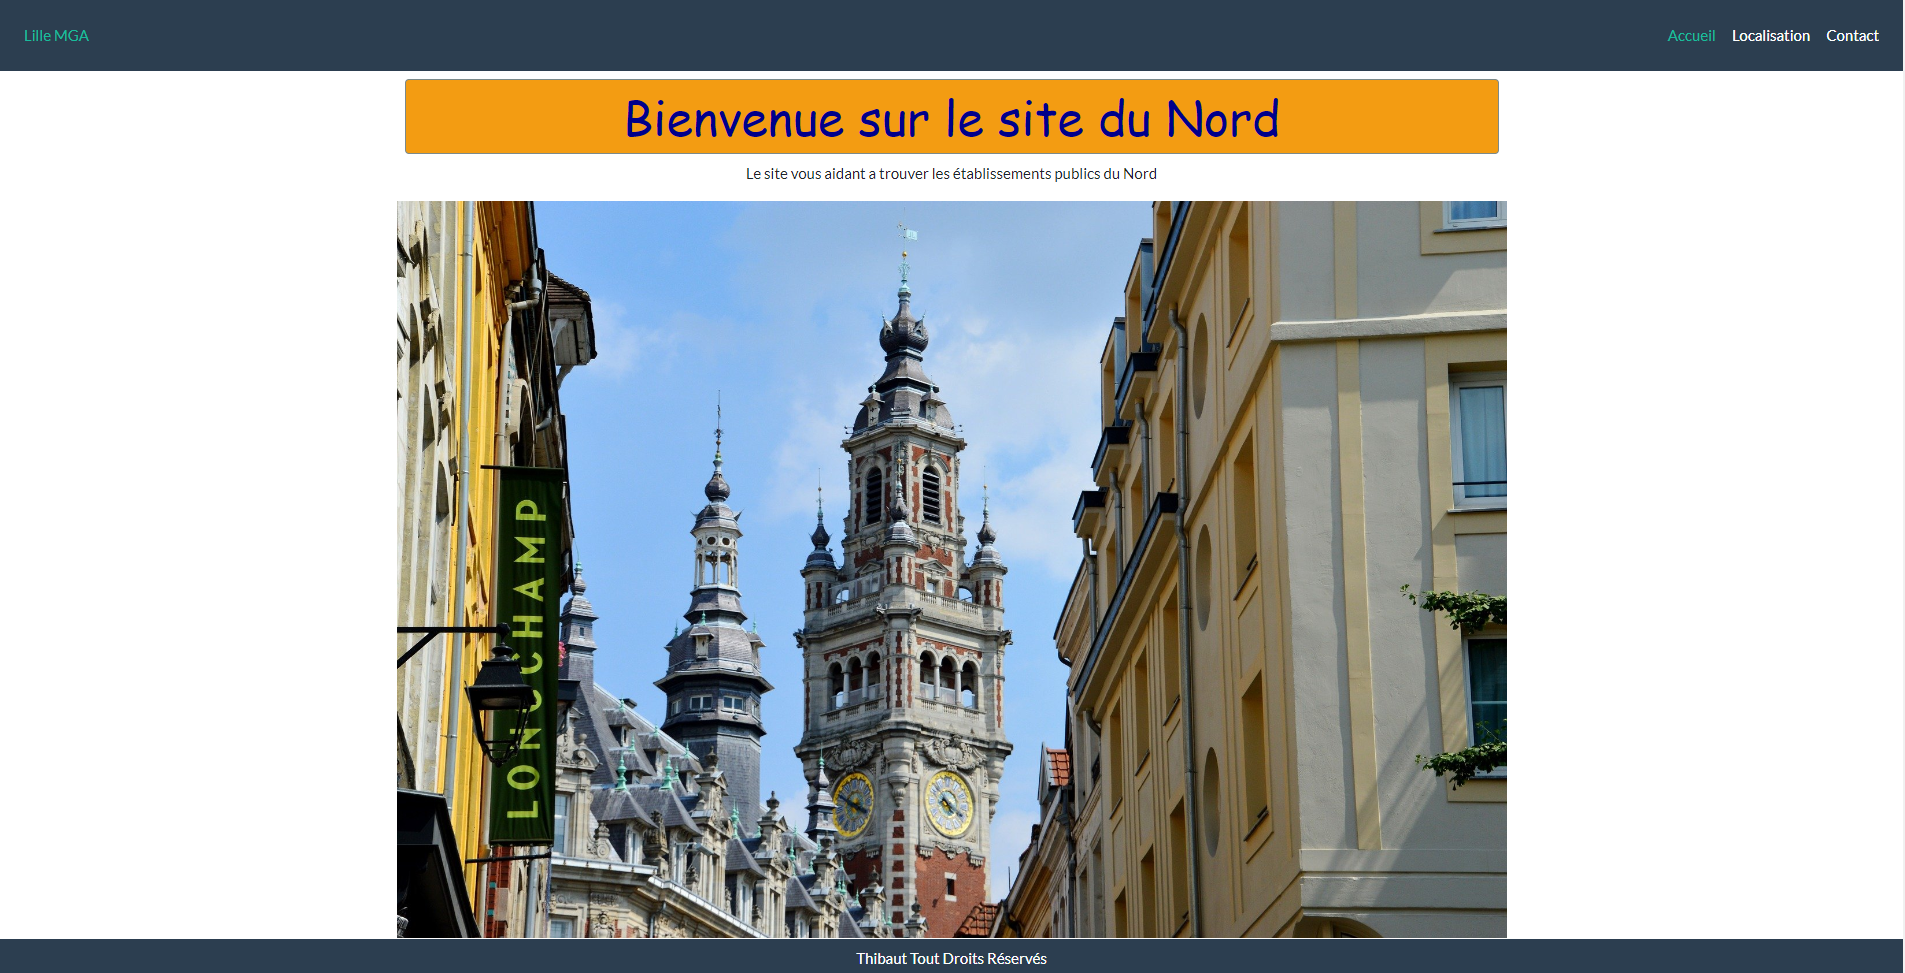 Lille MGA
Accueil Localisation Contact
Bienvenue sur le site du Nord
Le site vous aidant a trouver les établissements publics du Nord
LONGCHAMP
Thibaut Tout Droits Réservés